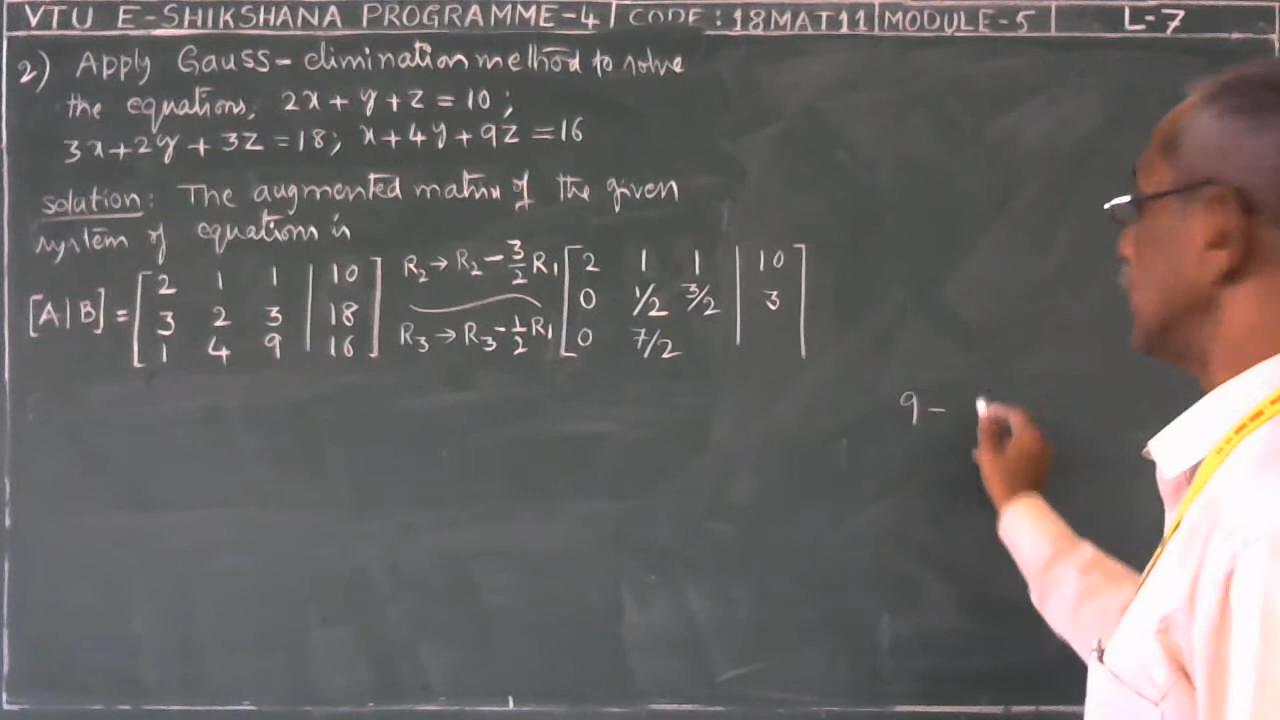 VTU E-SHIKSHANA PROGRAMME-4 | CODE: 18MAT11 | MODULE-5 | L-7
2) Apply Gauss-elimination method to solve
the equations, 2x + y + z = 10;
3x + 2y + 3z = 18; x + 4y + 9z = 16
solution: The augmented matrix of the given
system of equations is
[A|B] = [2 1 1 | 10
3 2 3 | 18
1 4 9 | 16]
R₂ → R₂ - 3/2 R₁
R₃ → R₃ - 1/2 R₁
[2 1 1 | 10
0 1/2 3/2 | 3
0 7/2 | ]
9 -